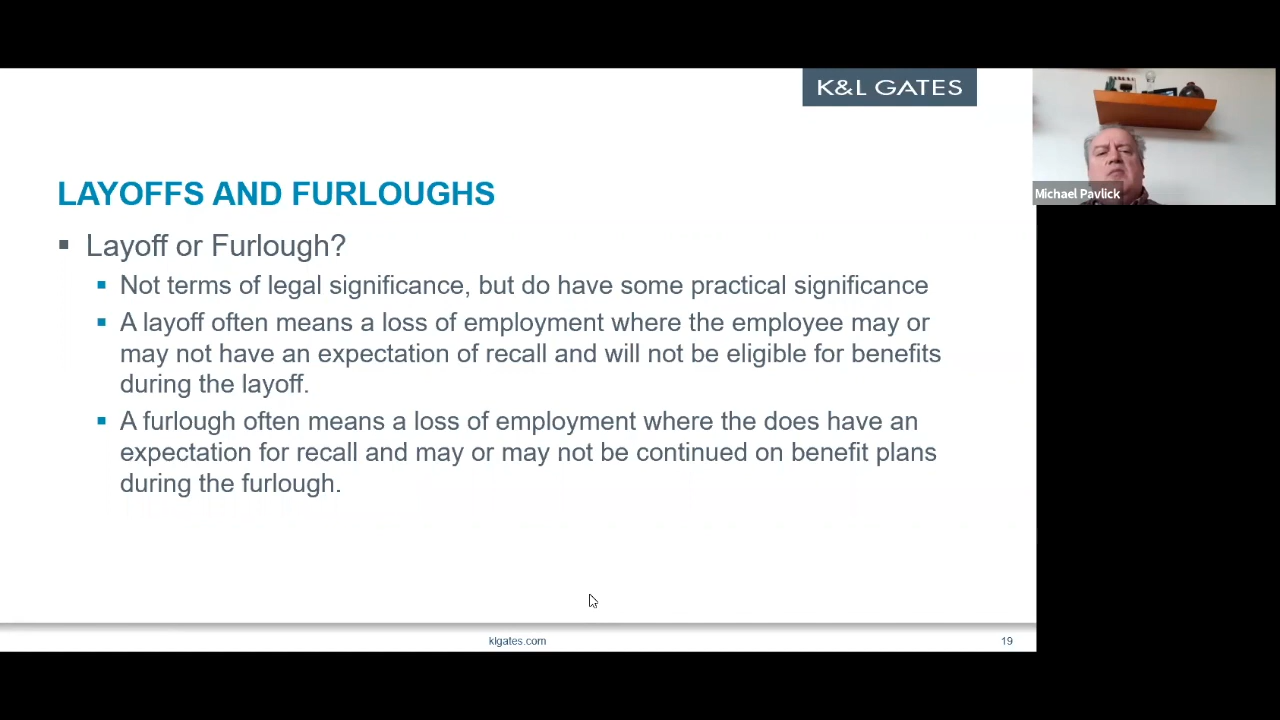 K&L GATES
Michael Pavlick
LAYOFFS AND FURLOUGHS
Layoff or Furlough?
Not terms of legal significance, but do have some practical significance
A layoff often means a loss of employment where the employee may or
may not have an expectation of recall and will not be eligible for benefits
during the layoff.
A furlough often means a loss of employment where the does have an
expectation for recall and may or may not be continued on benefit plans
during the furlough.
klgates.com
19